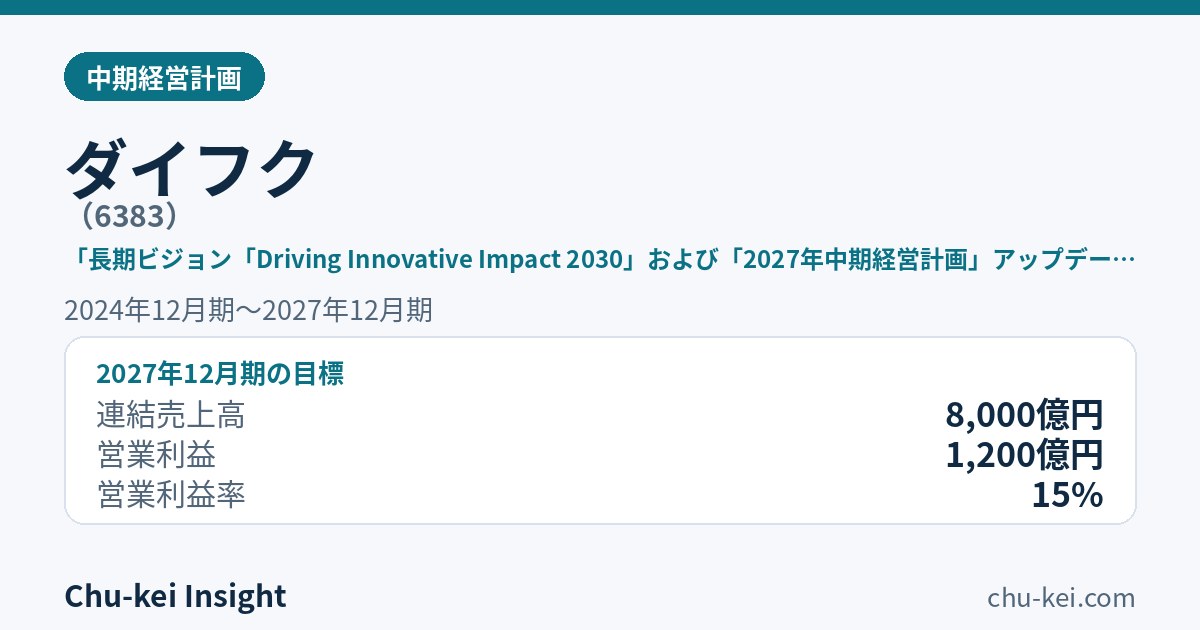 中期経営計画
ダイフク
（6383）
「長期ビジョン「Driving Innovative Impact 2030」および「2027年中期経営計画」アップデー…
2024年12月期～2027年12月期
2027年12月期の目標
連結売上高 8,000億円
営業利益 1,200億円
営業利益率 15%
Chu-kei Insight chu-kei.com